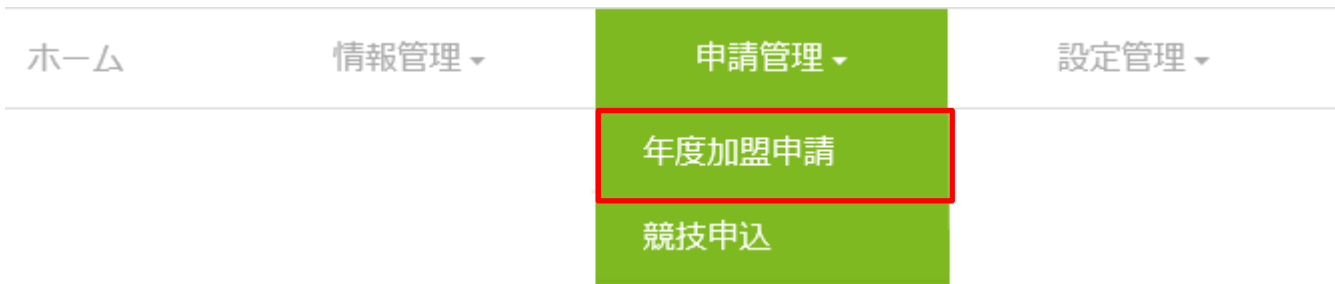 ホーム 情報管理 申請管理 設定管理
年度加盟申請
競技申込